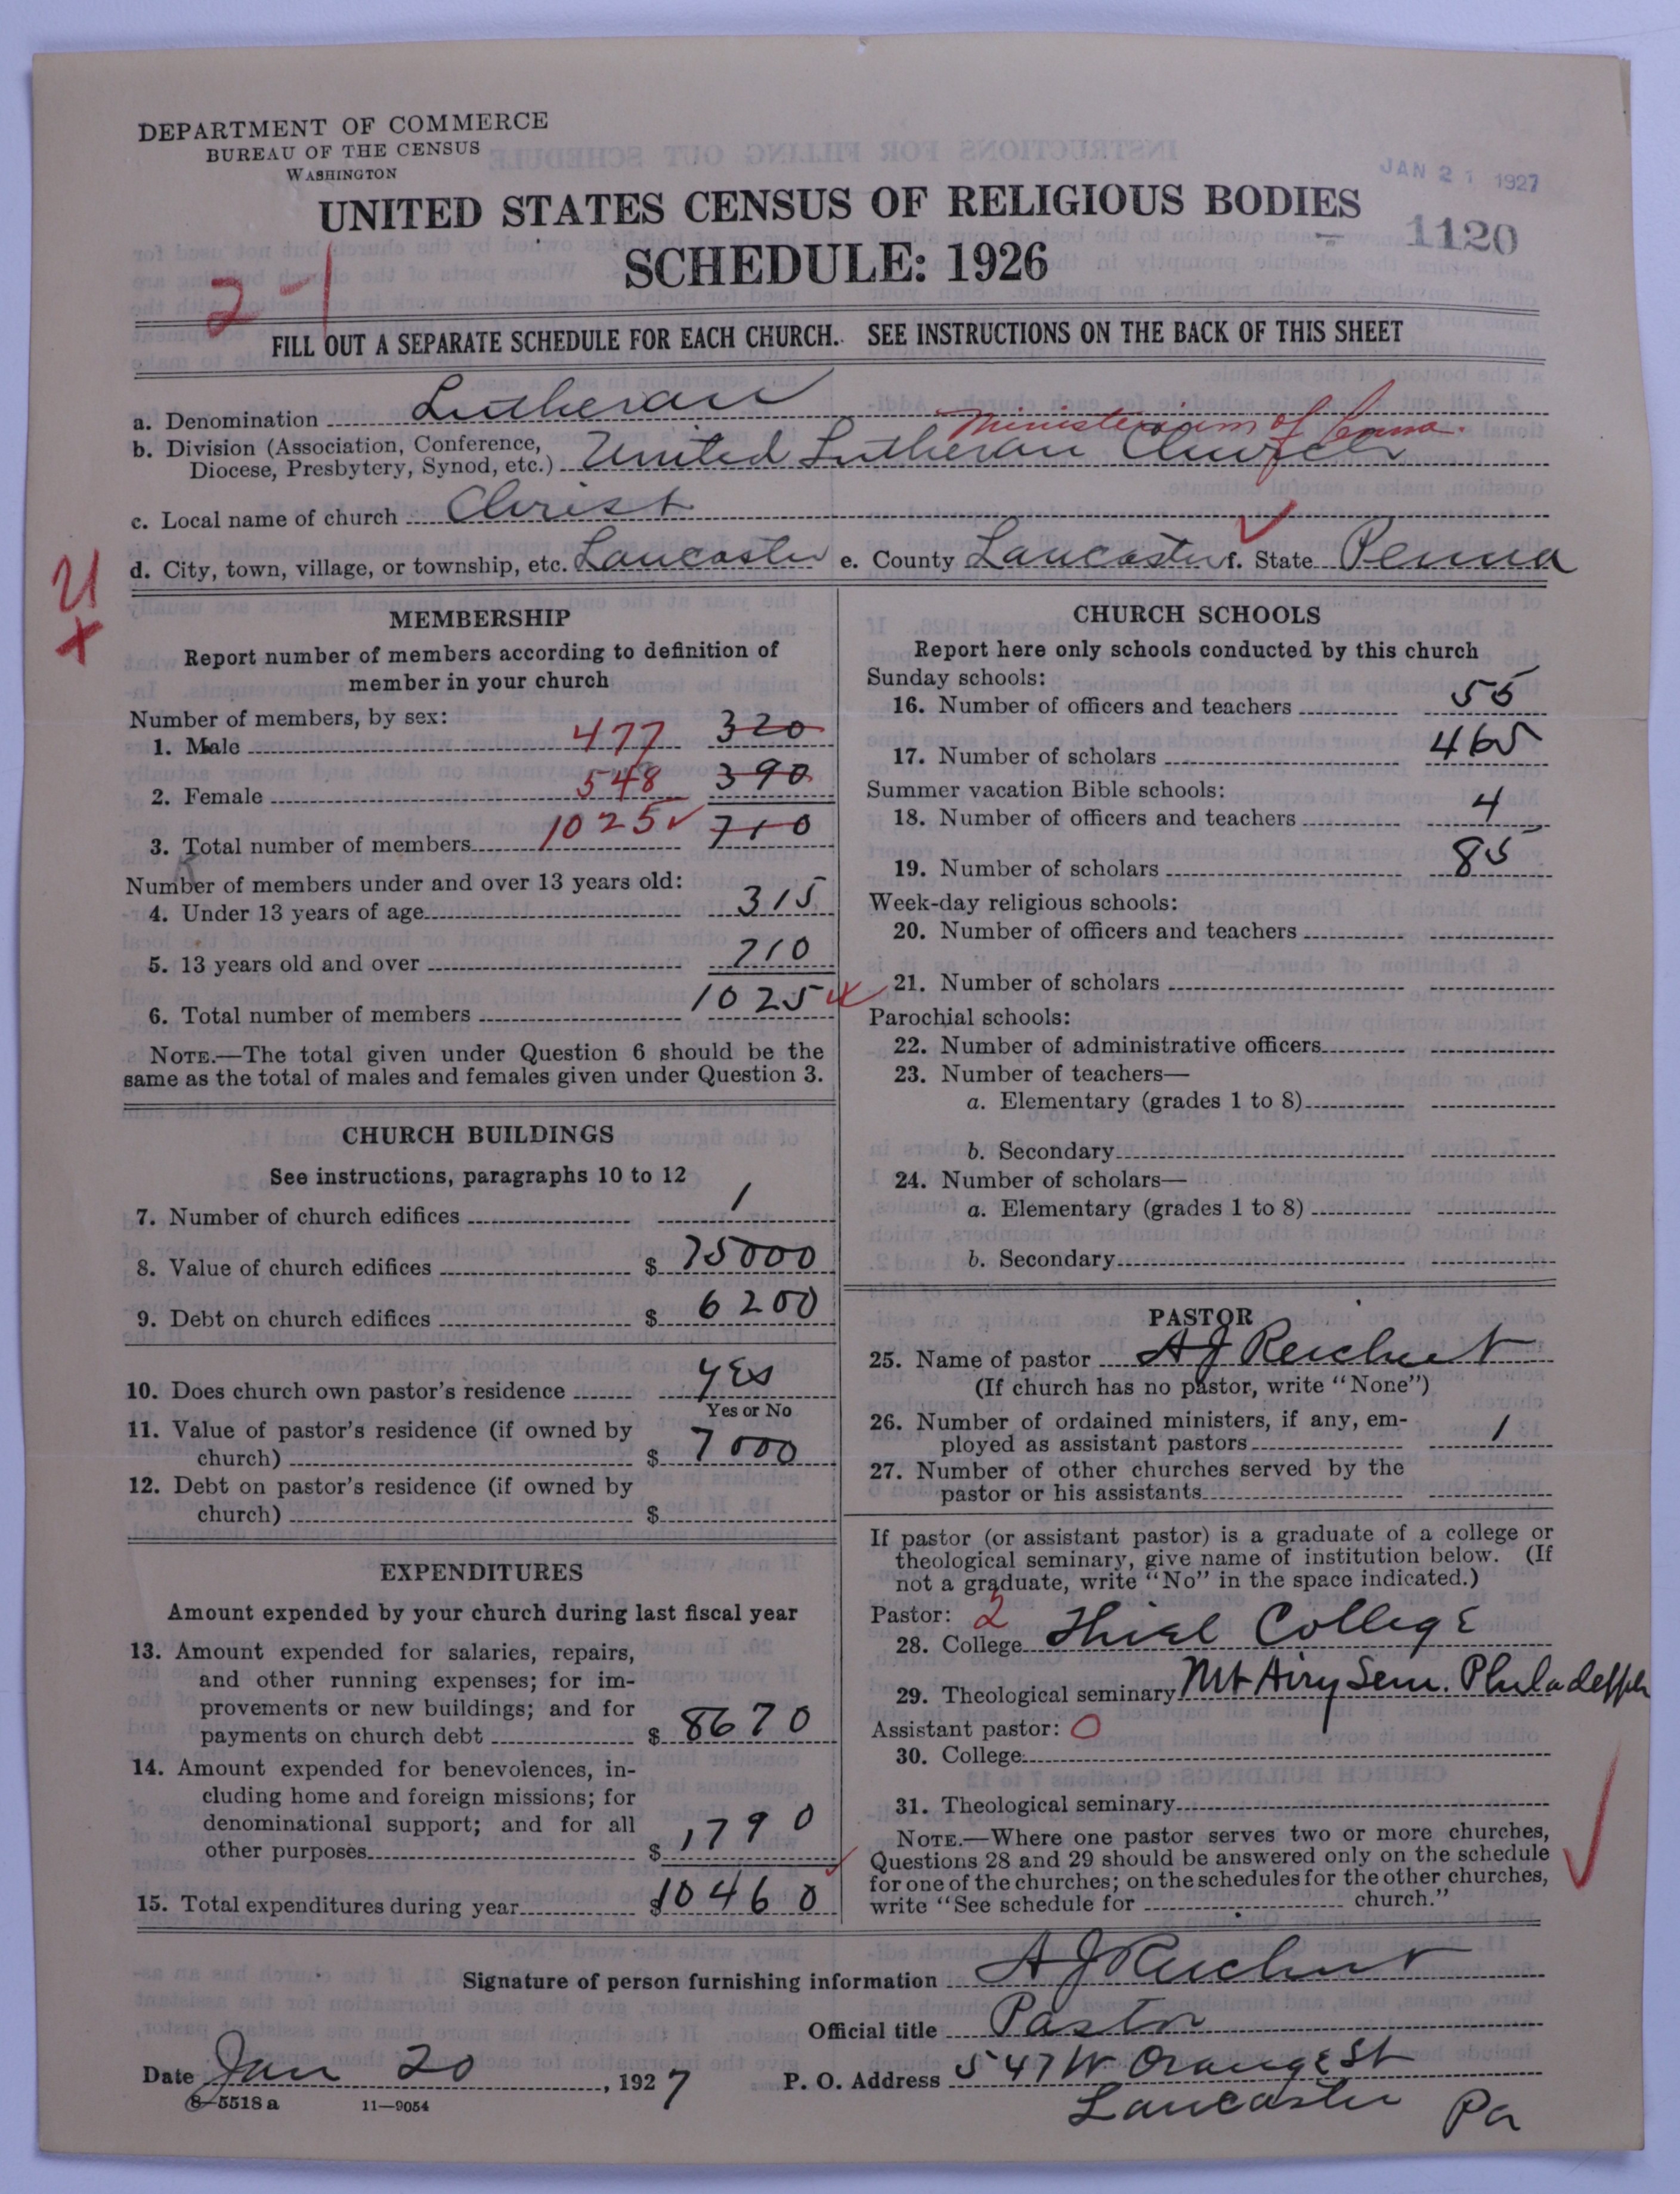 DEPARTMENT OF COMMERCE
BUREAU OF THE CENSUS
WASHINGTON
JAN 21 1927
UNITED STATES CENSUS OF RELIGIOUS BODIES
1120
SCHEDULE: 1926
2-1
FILL OUT A SEPARATE SCHEDULE FOR EACH CHURCH. SEE INSTRUCTIONS ON THE BACK OF THIS SHEET
a. Denomination Lutheran
Ministerium of Penna.
b. Division (Association, Conference,
Diocese, Presbytery, Synod, etc.) United Lutheran Church
c. Local name of church Christ
d. City, town, village, or township, etc. Lancaster e. County Lancaster f. State Penna
MEMBERSHIP
Report number of members according to definition of
member in your church
Number of members, by sex:
1. Male 477 320
2. Female 548 390
3. Total number of members 1025 710
Number of members under and over 13 years old:
4. Under 13 years of age 315
5. 13 years old and over 710
6. Total number of members 1025
NOTE.—The total given under Question 6 should be the
same as the total of males and females given under Question 3.
CHURCH BUILDINGS
See instructions, paragraphs 10 to 12
7. Number of church edifices 1
8. Value of church edifices $ 75000
9. Debt on church edifices $ 6200
10. Does church own pastor's residence yes
Yes or No
11. Value of pastor's residence (if owned by
church) $ 7000
12. Debt on pastor's residence (if owned by
church) $
EXPENDITURES
Amount expended by your church during last fiscal year
13. Amount expended for salaries, repairs,
and other running expenses; for im-
provements or new buildings; and for
payments on church debt $ 8670
14. Amount expended for benevolences, in-
cluding home and foreign missions; for
denominational support; and for all
other purposes $ 1790
15. Total expenditures during year $10460
CHURCH SCHOOLS
Report here only schools conducted by this church
Sunday schools:
16. Number of officers and teachers 55
17. Number of scholars 465
Summer vacation Bible schools:
18. Number of officers and teachers 4
19. Number of scholars 85
Week-day religious schools:
20. Number of officers and teachers
21. Number of scholars
Parochial schools:
22. Number of administrative officers
23. Number of teachers—
a. Elementary (grades 1 to 8)
b. Secondary
24. Number of scholars—
a. Elementary (grades 1 to 8)
b. Secondary
PASTOR
25. Name of pastor A J Reichert
(If church has no pastor, write "None")
26. Number of ordained ministers, if any, em-
ployed as assistant pastors 1
27. Number of other churches served by the
pastor or his assistants
If pastor (or assistant pastor) is a graduate of a college or
theological seminary, give name of institution below. (If
not a graduate, write "No" in the space indicated.)
Pastor: 2
28. College Thiel College
29. Theological seminary Mt Airy Sem. Philadelph
Assistant pastor: 0
30. College
31. Theological seminary
NOTE.—Where one pastor serves two or more churches,
Questions 28 and 29 should be answered only on the schedule
for one of the churches; on the schedules for the other churches,
write "See schedule for church."
Signature of person furnishing information A J Reichert
Official title Pastor
Date Jan 20, 1927 P. O. Address 547 W Orange St
Lancaster Pa
8-5518 a 11-9054